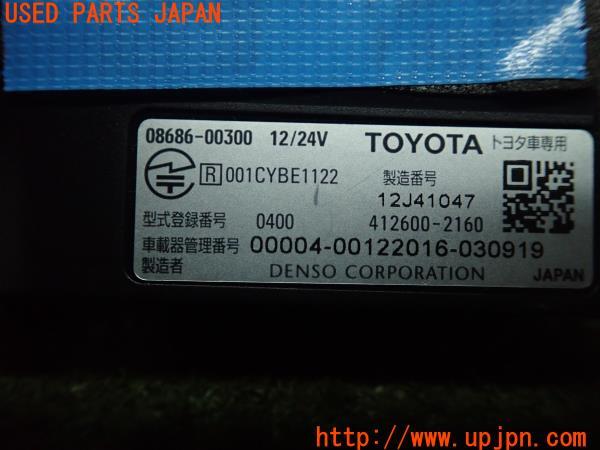 USED PARTS JAPAN
08686-00300 12/24V TOYOTA トヨタ車専用
R 001CYBE1122 製造番号
12J41047
型式登録番号 0400 412600-2160
車載器管理番号 00004-00122016-030919
製造者 DENSO CORPORATION JAPAN
http://www.upjpn.com/